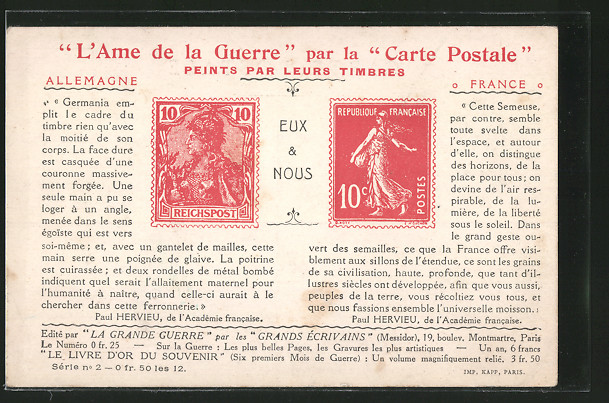 "L'Ame de la Guerre" par la "Carte Postale"
PEINTS PAR LEURS TIMBRES
ALLEMAGNE
" « Germania em-
plit le cadre du
timbre rien qu'avec
la moitié de son
corps. La face dure
est casquée d'une
couronne massive-
ment forgée. Une
seule main a pu se
loger à un angle,
menée dans le sens
égoïste qui est vers
soi-même ; et, avec un gantelet de mailles, cette
main serre une poignée de glaive. La poitrine
est cuirassée ; et deux rondelles de métal bombé
indiquent quel serait l'allaitement maternel pour
l'humanité à naître, quand celle-ci aurait à le
chercher dans cette ferronnerie. »
Paul HERVIEU, de l'Académie française.
10 10
REICHSPOST
EUX
&
NOUS
REPUBLIQUE FRANÇAISE
10c
POSTES
FRANCE
« Cette Semeuse,
par contre, semble
toute svelte dans
l'espace, et autour
d'elle, on distingue
des horizons, de la
place pour tous ; on
devine de l'air res-
pirable, de la lu-
mière, de la liberté
sous le soleil. Dans
le grand geste ou-
vert des semailles, ce que la France offre visi-
blement aux sillons de l'étendue, ce sont les grains
de sa civilisation, haute, profonde, que tant d'il-
lustres siècles ont développée, afin que vous aussi,
peuples de la terre, vous récoltiez vous tous, et
que nous fassions ensemble l'universelle moisson. »
Paul HERVIEU, de l'Académie française.
Edité par "LA GRANDE GUERRE" par les "GRANDS ÉCRIVAINS" (Messidor), 19, boulev. Montmartre, Paris
Le Numéro 0 fr. 25 — Sur la Guerre : Les plus belles Pages, les Gravures les plus artistiques — Un an, 6 francs
"LE LIVRE D'OR DU SOUVENIR" (Six premiers Mois de Guerre) : Un volume magnifiquement relié. 3 fr. 50
Série n° 2 — 0 fr. 50 les 12.
IMP. KAPP, PARIS.